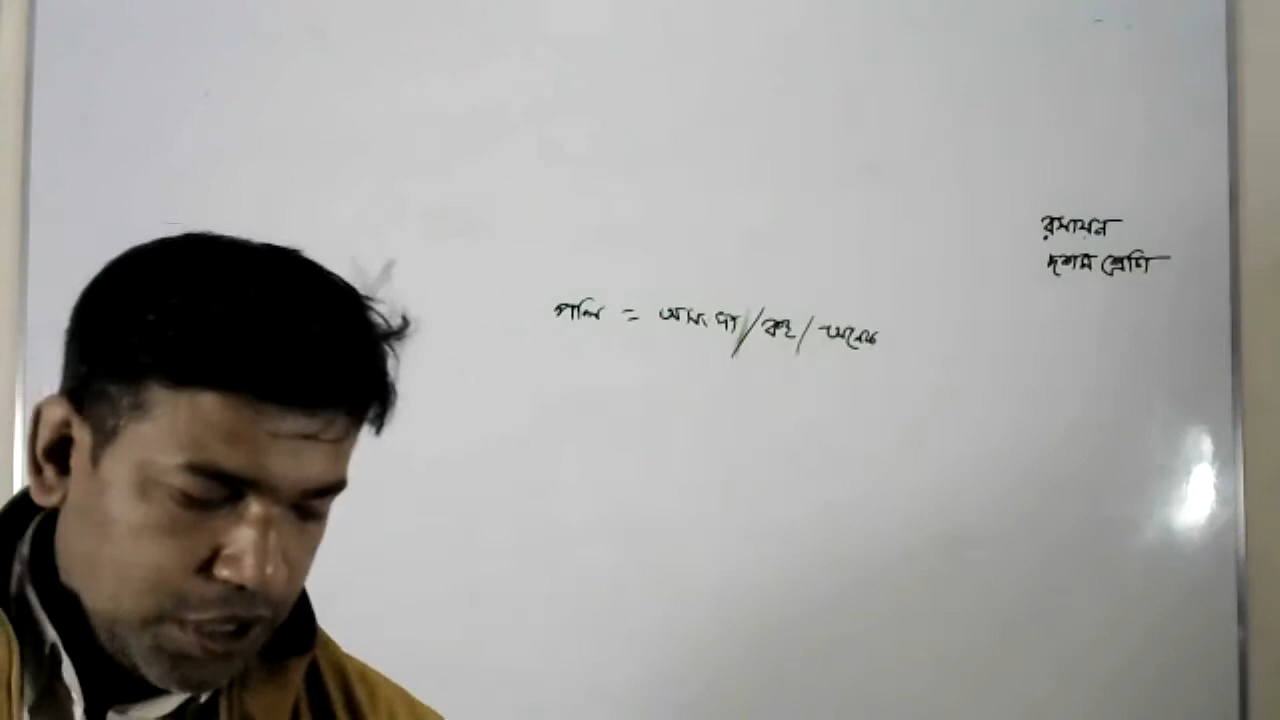 রসায়ন
দশম শ্রেণি
পলি = অসংখ্য/বহু/অনেক